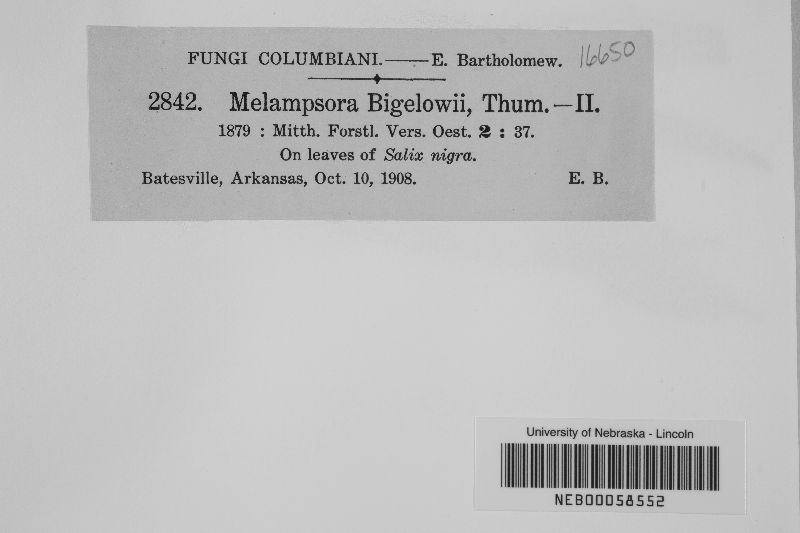 FUNGI COLUMBIANI.——E. Bartholomew. 16650
2842. Melampsora Bigelowii, Thum.—II.
1879 : Mitth. Forstl. Vers. Oest. 2 : 37.
On leaves of Salix nigra.
Batesville, Arkansas, Oct. 10, 1908. E. B.
University of Nebraska - Lincoln
NEB00058552